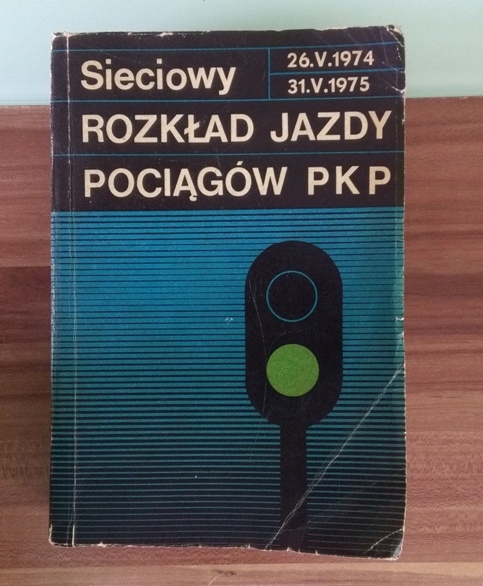 Sieciowy
26.V.1974
31.V.1975
ROZKŁAD JAZDY
POCIĄGÓW PKP